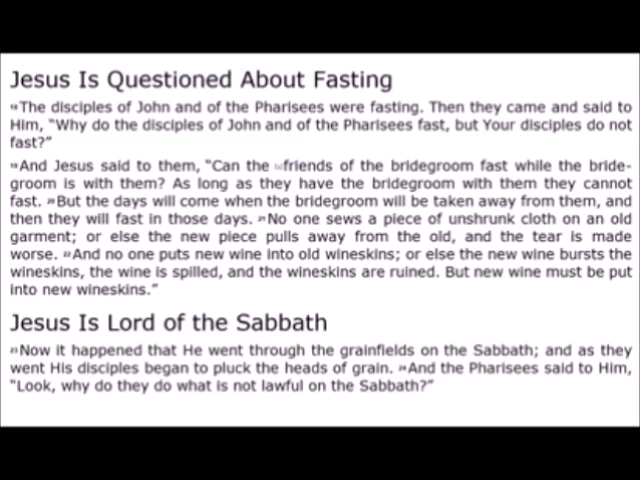 Jesus Is Questioned About Fasting
18The disciples of John and of the Pharisees were fasting. Then they came and said to
Him, "Why do the disciples of John and of the Pharisees fast, but Your disciples do not
fast?"
19And Jesus said to them, "Can the friends of the bridegroom fast while the bride-
groom is with them? As long as they have the bridegroom with them they cannot
fast. 20But the days will come when the bridegroom will be taken away from them, and
then they will fast in those days. 21No one sews a piece of unshrunk cloth on an old
garment; or else the new piece pulls away from the old, and the tear is made
worse. 22And no one puts new wine into old wineskins; or else the new wine bursts the
wineskins, the wine is spilled, and the wineskins are ruined. But new wine must be put
into new wineskins."
Jesus Is Lord of the Sabbath
23Now it happened that He went through the grainfields on the Sabbath; and as they
went His disciples began to pluck the heads of grain. 24And the Pharisees said to Him,
"Look, why do they do what is not lawful on the Sabbath?"